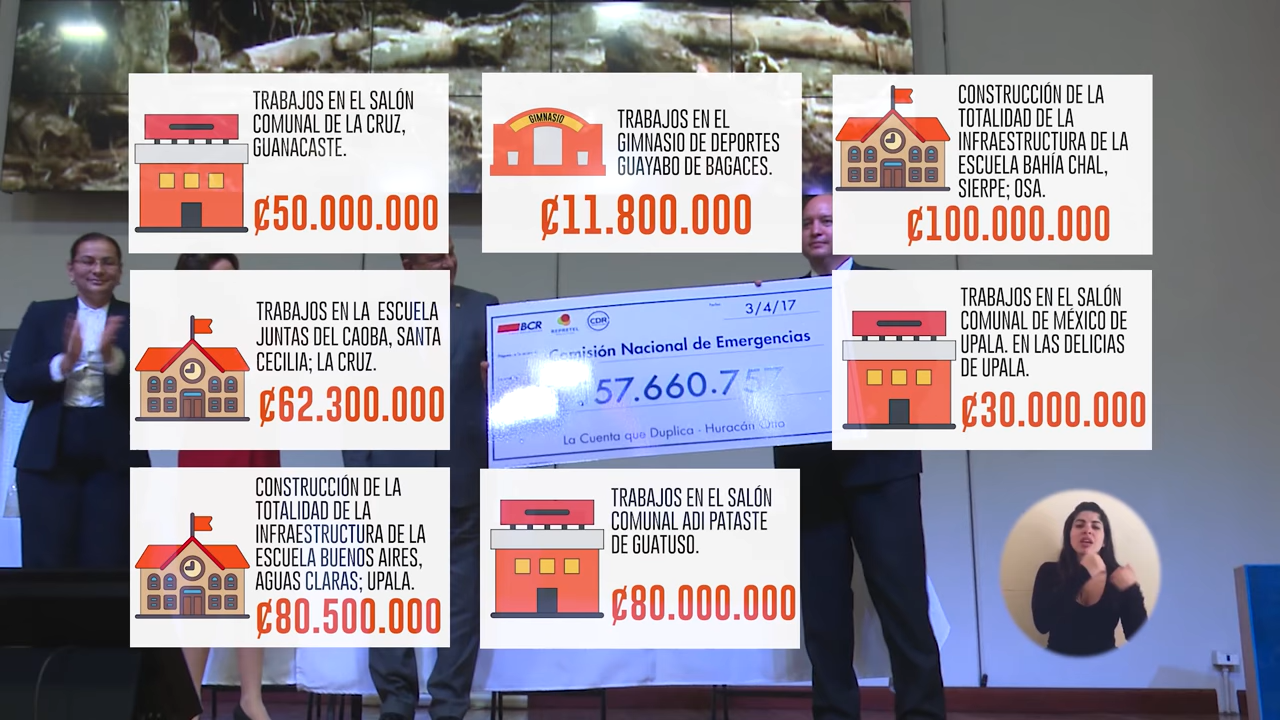 TRABAJOS EN EL SALÓN
COMUNAL DE LA CRUZ,
GUANACASTE.
₡50.000.000
GIMNASIO
TRABAJOS EN EL
GIMNASIO DE DEPORTES
GUAYABO DE BAGACES.
₡11.800.000
CONSTRUCCIÓN DE LA
TOTALIDAD DE LA
INFRAESTRUCTURA DE LA
ESCUELA BAHÍA CHAL,
SIERPE; OSA.
₡100.000.000
TRABAJOS EN LA ESCUELA
JUNTAS DEL CAOBA, SANTA
CECILIA; LA CRUZ.
₡62.300.000
BCR
REPRETEL
CDR
3/4/17
Comisión Nacional de Emergencias
57.660.757
La Cuenta que Duplica - Huracán Otto
TRABAJOS EN EL SALÓN
COMUNAL DE MÉXICO DE
UPALA. EN LAS DELICIAS
DE UPALA.
₡30.000.000
CONSTRUCCIÓN DE LA
TOTALIDAD DE LA
INFRAESTRUCTURA DE LA
ESCUELA BUENOS AIRES,
AGUAS CLARAS; UPALA.
₡80.500.000
TRABAJOS EN EL SALÓN
COMUNAL ADI PATASTE
DE GUATUSO.
₡80.000.000